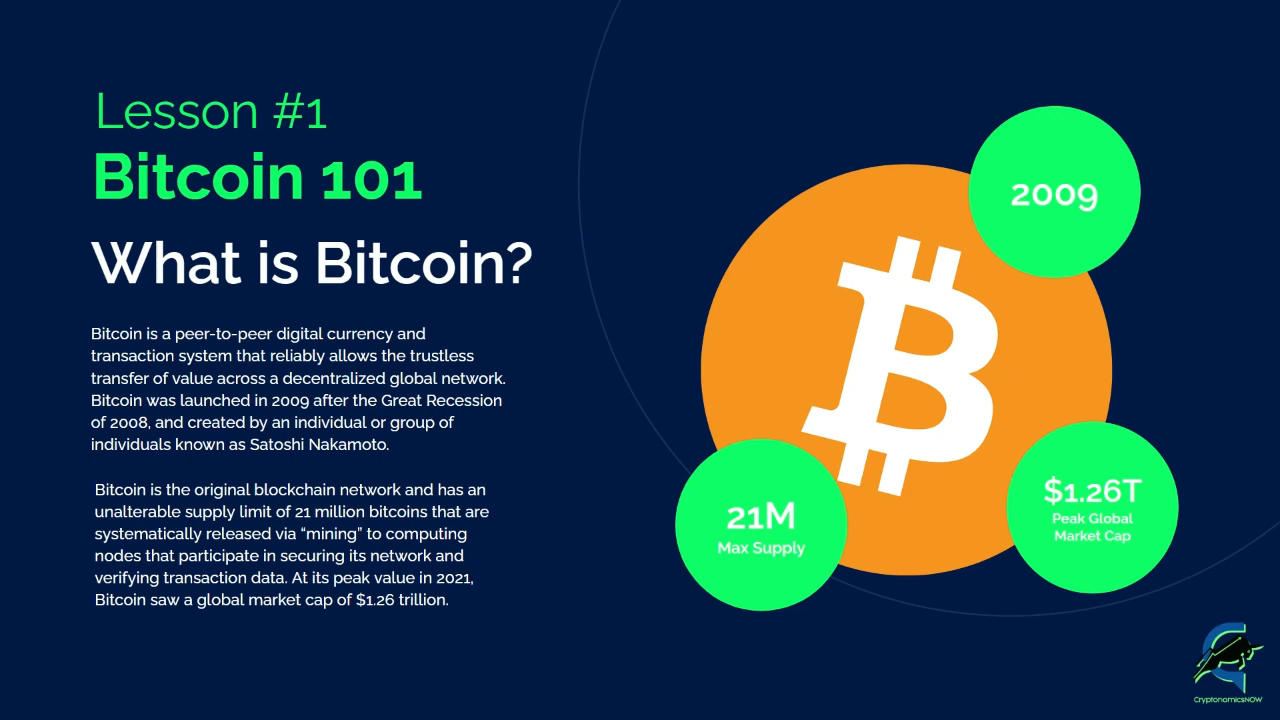 Lesson #1
Bitcoin 101
What is Bitcoin?
Bitcoin is a peer-to-peer digital currency and
transaction system that reliably allows the trustless
transfer of value across a decentralized global network.
Bitcoin was launched in 2009 after the Great Recession
of 2008, and created by an individual or group of
individuals known as Satoshi Nakamoto.
Bitcoin is the original blockchain network and has an
unalterable supply limit of 21 million bitcoins that are
systematically released via “mining” to computing
nodes that participate in securing its network and
verifying transaction data. At its peak value in 2021,
Bitcoin saw a global market cap of $1.26 trillion.
2009
21M
Max Supply
$1.26T
Peak Global
Market Cap
CryptonomicsNOW